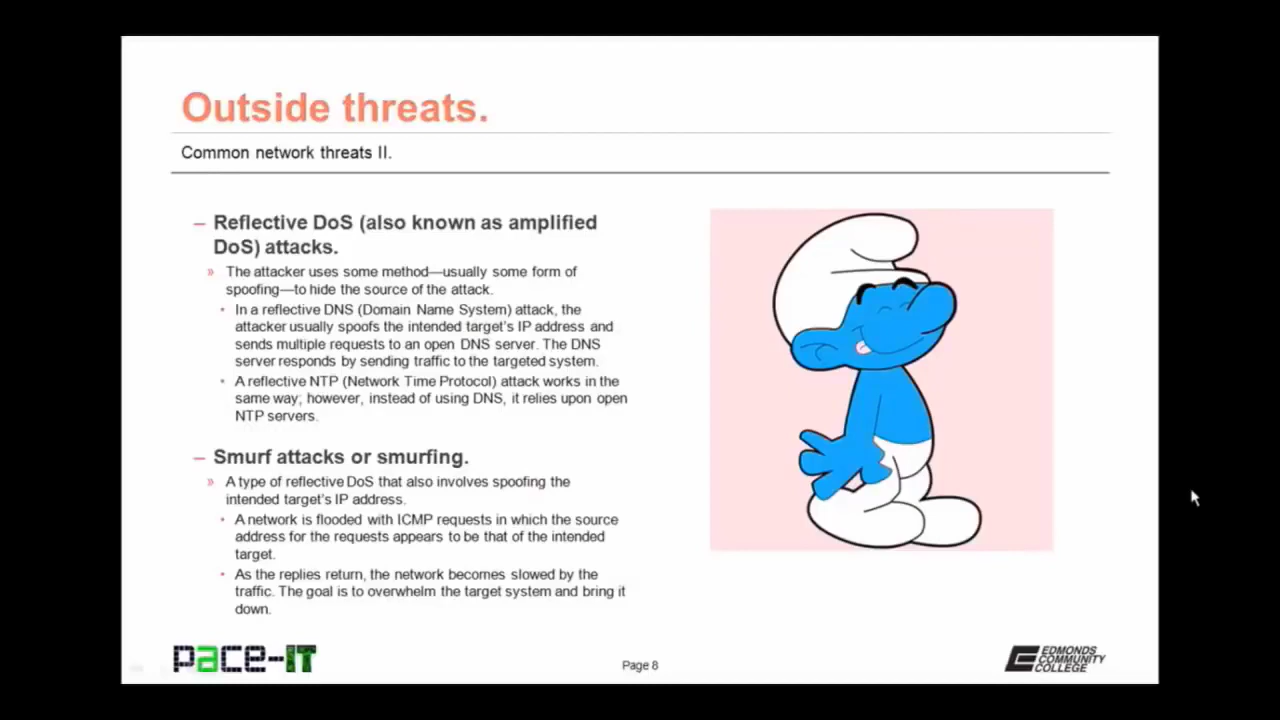 Outside threats.
Common network threats II.
– Reflective DoS (also known as amplified
DoS) attacks.
» The attacker uses some method—usually some form of
spoofing—to hide the source of the attack.
• In a reflective DNS (Domain Name System) attack, the
attacker usually spoofs the intended target's IP address and
sends multiple requests to an open DNS server. The DNS
server responds by sending traffic to the targeted system.
• A reflective NTP (Network Time Protocol) attack works in the
same way; however, instead of using DNS, it relies upon open
NTP servers.
– Smurf attacks or smurfing.
» A type of reflective DoS that also involves spoofing the
intended target's IP address.
• A network is flooded with ICMP requests in which the source
address for the requests appears to be that of the intended
target.
• As the replies return, the network becomes slowed by the
traffic. The goal is to overwhelm the target system and bring it
down.
pace-IT
Page 8
EDMONDS
COMMUNITY
COLLEGE